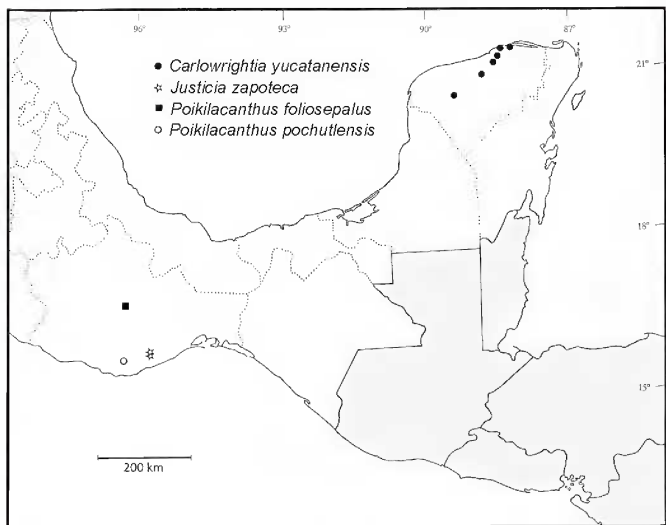 96° 93° 90° 87°
Carlowrightia yucatanensis
Justicia zapoteca
Poikilacanthus foliosepalus
Poikilacanthus pochutlensis
21°
18°
15°
200 km